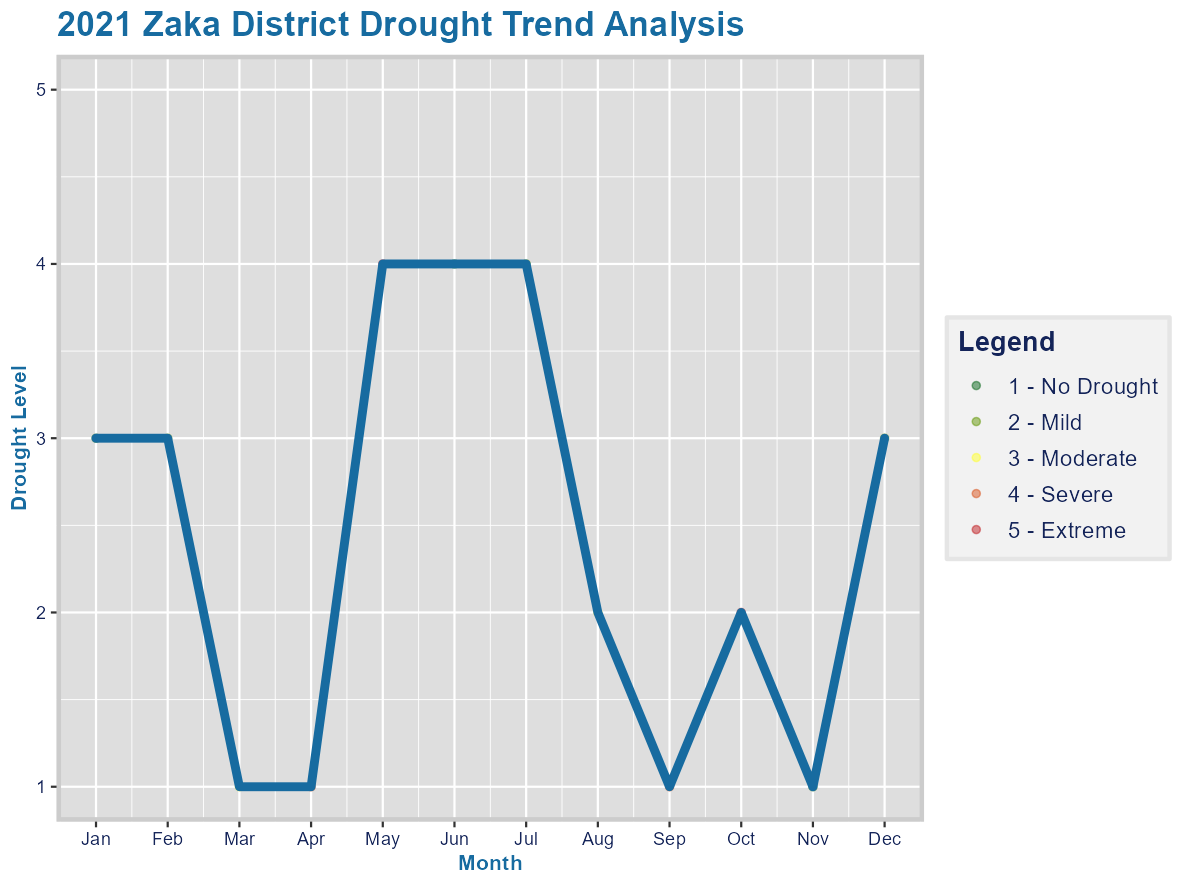 2021 Zaka District Drought Trend Analysis
5
4
3
2
1
Drought Level
Jan Feb Mar Apr May Jun Jul Aug Sep Oct Nov Dec
Month
Legend
1 - No Drought
2 - Mild
3 - Moderate
4 - Severe
5 - Extreme